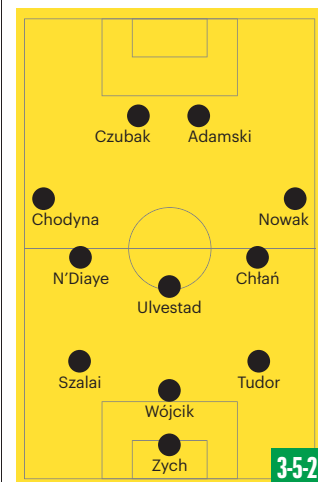 Czubak Adamski
Chodyna Nowak
N'Diaye Chłań
Ulvestad
Szalai Tudor
Wójcik
Zych
3-5-2